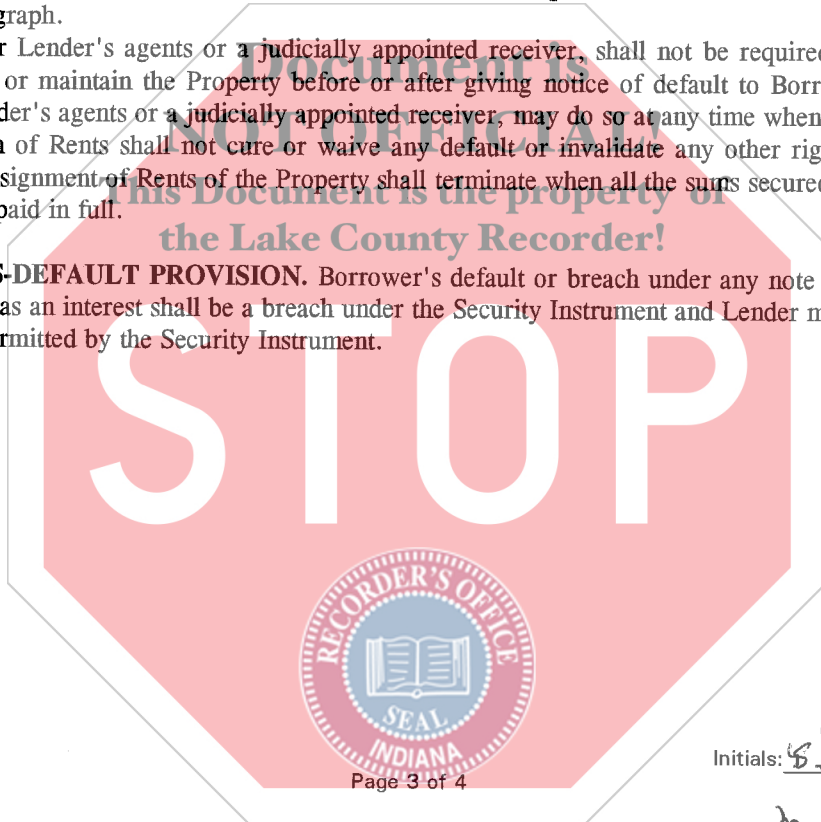 graph.
r Lender's agents or a judicially appointed receiver, shall not be required
or maintain the Property before or after giving notice of default to Borr
der's agents or a judicially appointed receiver, may do so at any time when
of Rents shall not cure or waive any default or invalidate any other rig
signment of Rents of the Property shall terminate when all the sums secured
paid in full.
S-DEFAULT PROVISION. Borrower's default or breach under any note
as an interest shall be a breach under the Security Instrument and Lender m
rmitted by the Security Instrument.
Document is
NOT OFFICIAL!
This Document is the property of
the Lake County Recorder!
STOP
RECORDER'S OFFICE
SEAL
INDIANA
Page 3 of 4
Initials: